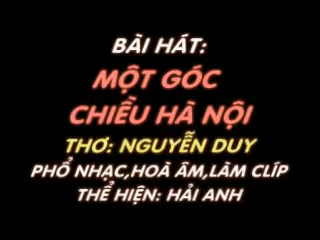 BÀI HÁT:
MỘT GÓC
CHIỀU HÀ NỘI
THƠ: NGUYỄN DUY
PHỔ NHẠC,HOÀ ÂM,LÀM CLÍP
THỂ HIỆN: HẢI ANH